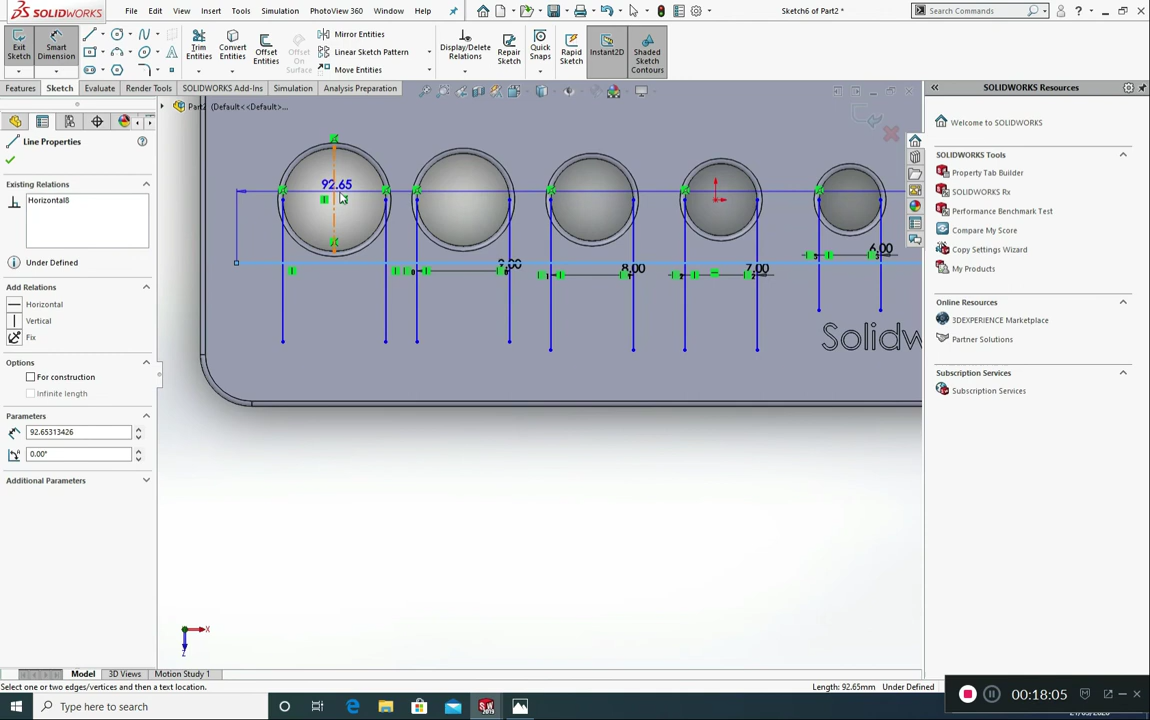 SOLIDWORKS File Edit View Insert Tools Simulation PhotoView 360 Window Help Sketch6 of Part2 * Search Commands
Exit Sketch
Smart Dimension
Trim Entities
Convert Entities
Offset Entities
Offset On Surface
Mirror Entities
Linear Sketch Pattern
Move Entities
Display/Delete Relations
Repair Sketch
Quick Snaps
Rapid Sketch
Instant2D
Shaded Sketch Contours
Features Sketch Evaluate Render Tools SOLIDWORKS Add-Ins Simulation Analysis Preparation
(Default<<Default>...
Line Properties
Existing Relations
Horizontal8
Under Defined
Add Relations
Horizontal
Vertical
Fix
Options
For construction
Infinite length
Parameters
92.65313426
0.00°
Additional Parameters
92.65
8.00
7.00
6.00
Solidw
X
Z
SOLIDWORKS Resources
Welcome to SOLIDWORKS
SOLIDWORKS Tools
Property Tab Builder
SOLIDWORKS Rx
Performance Benchmark Test
Compare My Score
Copy Settings Wizard
My Products
Online Resources
3DEXPERIENCE Marketplace
Partner Solutions
Subscription Services
Subscription Services
Model 3D Views Motion Study 1
Select one or two edges/vertices and then a text location.
Length: 92.65mm Under Defined
Type here to search
00:18:05